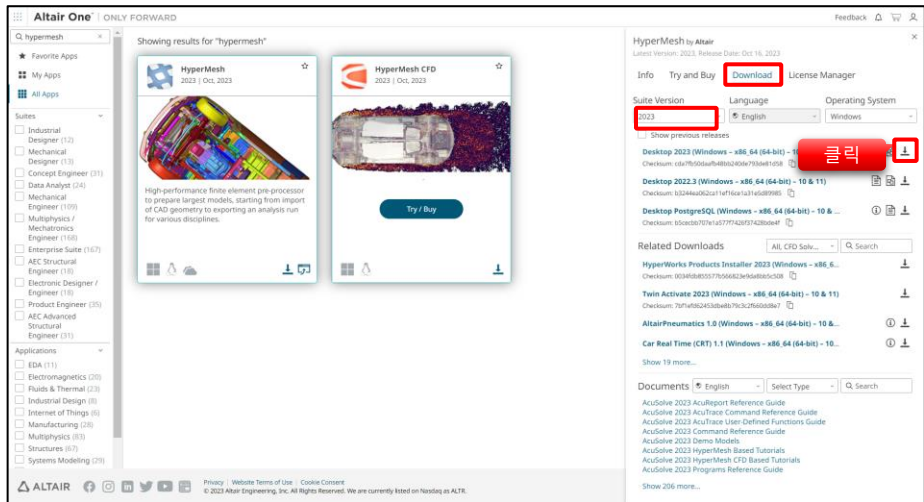 Altair One | ONLY FORWARD
Feedback
hypermesh
Favorite Apps
My Apps
All Apps
Suites
Industrial
Designer (12)
Mechanical
Designer (13)
Concept Engineer (31)
Data Analyst (24)
Mechanical
Engineer (109)
Multiphysics /
Mechatronics
Engineer (168)
Enterprise Suite (167)
AEC Structural
Engineer (18)
Electronic Designer /
Engineer (18)
Product Engineer (35)
AEC Advanced
Structural
Engineer (31)
Applications
EDA (11)
Electromagnetics (20)
Fluids & Thermal (23)
Industrial Design (8)
Internet of Things (6)
Manufacturing (28)
Multiphysics (83)
Structures (67)
Systems Modeling (29)
Showing results for "hypermesh"
HyperMesh
2023 | Oct, 2023
High-performance finite element pre-processor
to prepare largest models, starting from import
of CAD geometry to exporting an analysis run
for various disciplines.
HyperMesh CFD
2023 | Oct, 2023
Try / Buy
HyperMesh by Altair
Latest Version: 2023, Release Date: Oct 16, 2023
Info Try and Buy Download License Manager
Suite Version Language Operating System
2023 English Windows
Show previous releases
Desktop 2023 (Windows – x86_64 (64-bit) – 10
클릭
Desktop 2022.3 (Windows – x86_64 (64-bit) – 10 & 11)
Desktop PostgreSQL (Windows – x86_64 (64-bit) – 10 & ...
Related Downloads All, CFD Solv... Search
HyperWorks Products Installer 2023 (Windows – x86_6...
Twin Activate 2023 (Windows – x86_64 (64-bit) – 10 & 11)
AltairPneumatics 1.0 (Windows – x86_64 (64-bit) – 10 &...
Car Real Time (CRT) 1.1 (Windows – x86_64 (64-bit) – 10...
Show 19 more...
Documents English Select Type Search
AcuSolve 2023 AcuReport Reference Guide
AcuSolve 2023 AcuTrace Command Reference Guide
AcuSolve 2023 AcuTrace User-Defined Functions Guide
AcuSolve 2023 Command Reference Guide
AcuSolve 2023 Demo Models
AcuSolve 2023 HyperMesh Based Tutorials
AcuSolve 2023 HyperMesh CFD Based Tutorials
AcuSolve 2023 Programs Reference Guide
Show 206 more...
ALTAIR
Privacy | Website Terms of Use | Cookie Consent
© 2023 Altair Engineering, Inc. All Rights Reserved. We are currently listed on Nasdaq as ALTR.